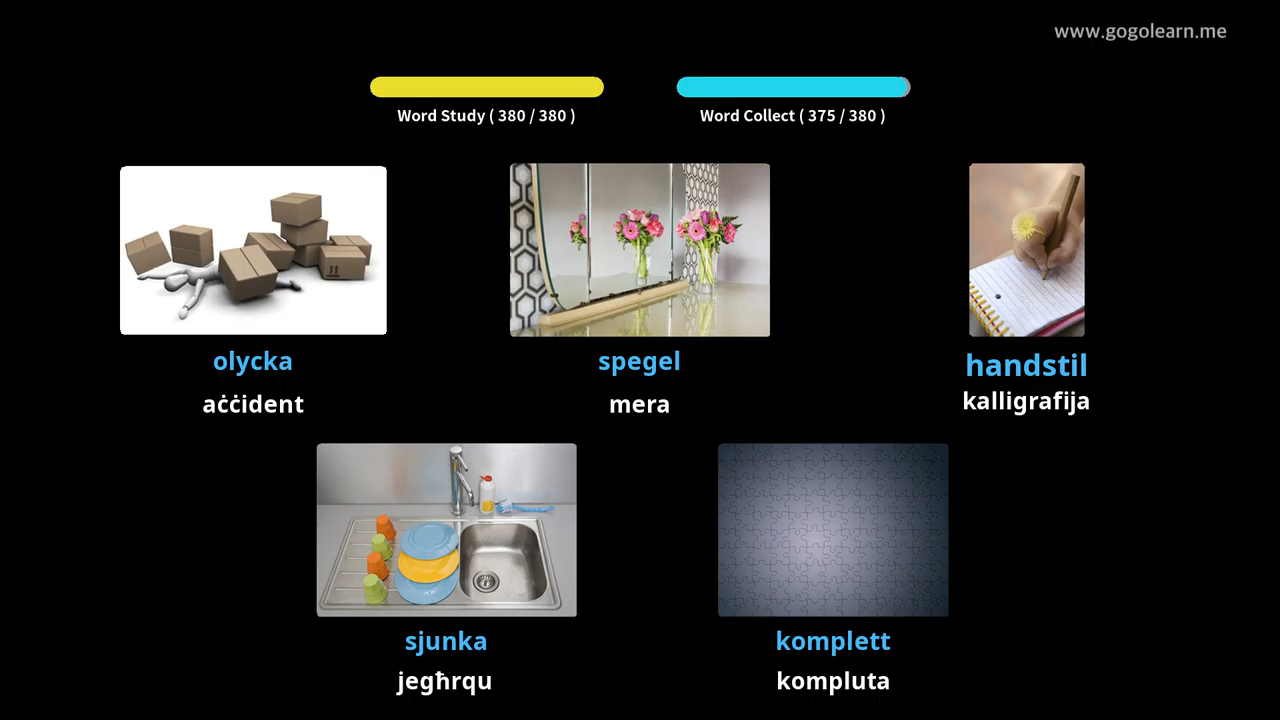 www.gogolearn.me
Word Study ( 380 / 380 )
Word Collect ( 375 / 380 )
olycka
aċċident
spegel
mera
handstil
kalligrafija
sjunka
jegħrqu
komplett
kompluta